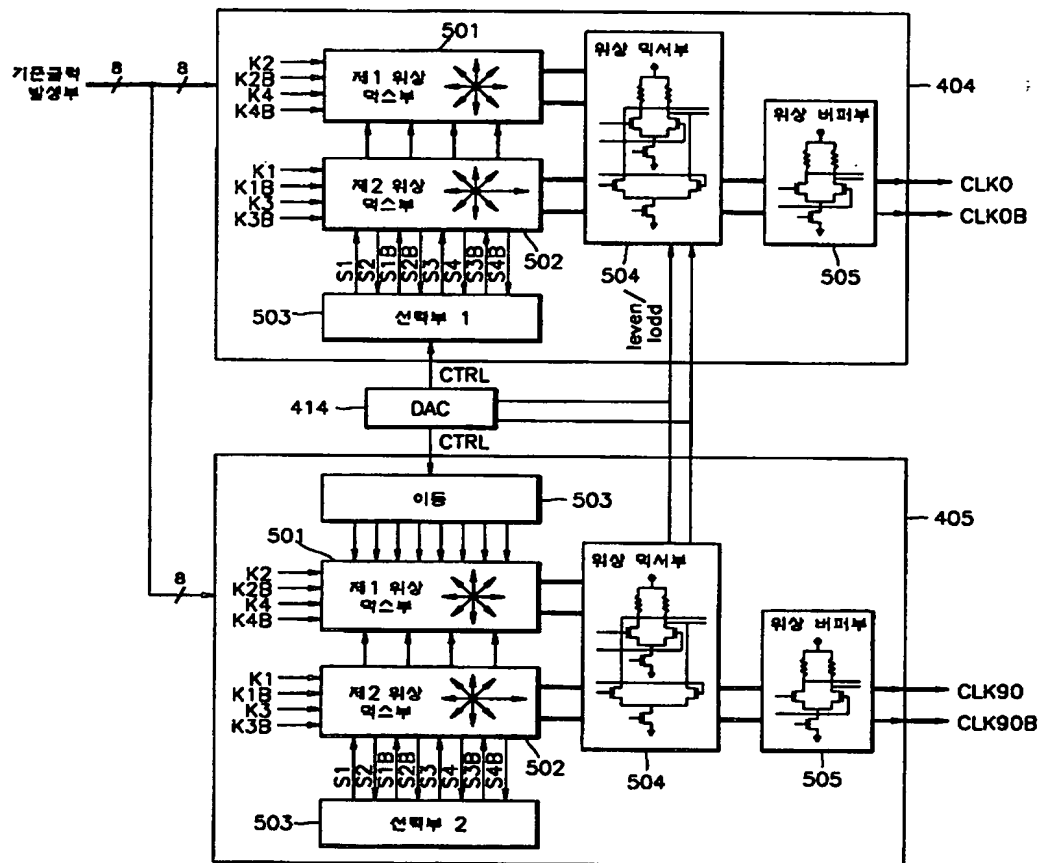 501
기준클럭
발생부
8
8
K2
K2B
K4
K4B
제1 위상
믹스부
위상 믹서부
404
K1
K1B
K3
K3B
제2 위상
믹스부
위상 버퍼부
CLK0
CLK0B
502
504
505
S1
S2
S1B
S2B
S3
S4
S3B
S4B
503
선택부 1
Ieven/
Iodd
CTRL
414
DAC
CTRL
이동
503
405
501
8
K2
K2B
K4
K4B
제1 위상
믹스부
위상 믹서부
K1
K1B
K3
K3B
제2 위상
믹스부
위상 버퍼부
CLK90
CLK90B
502
504
505
S1
S2
S1B
S2B
S3
S4
S3B
S4B
503
선택부 2